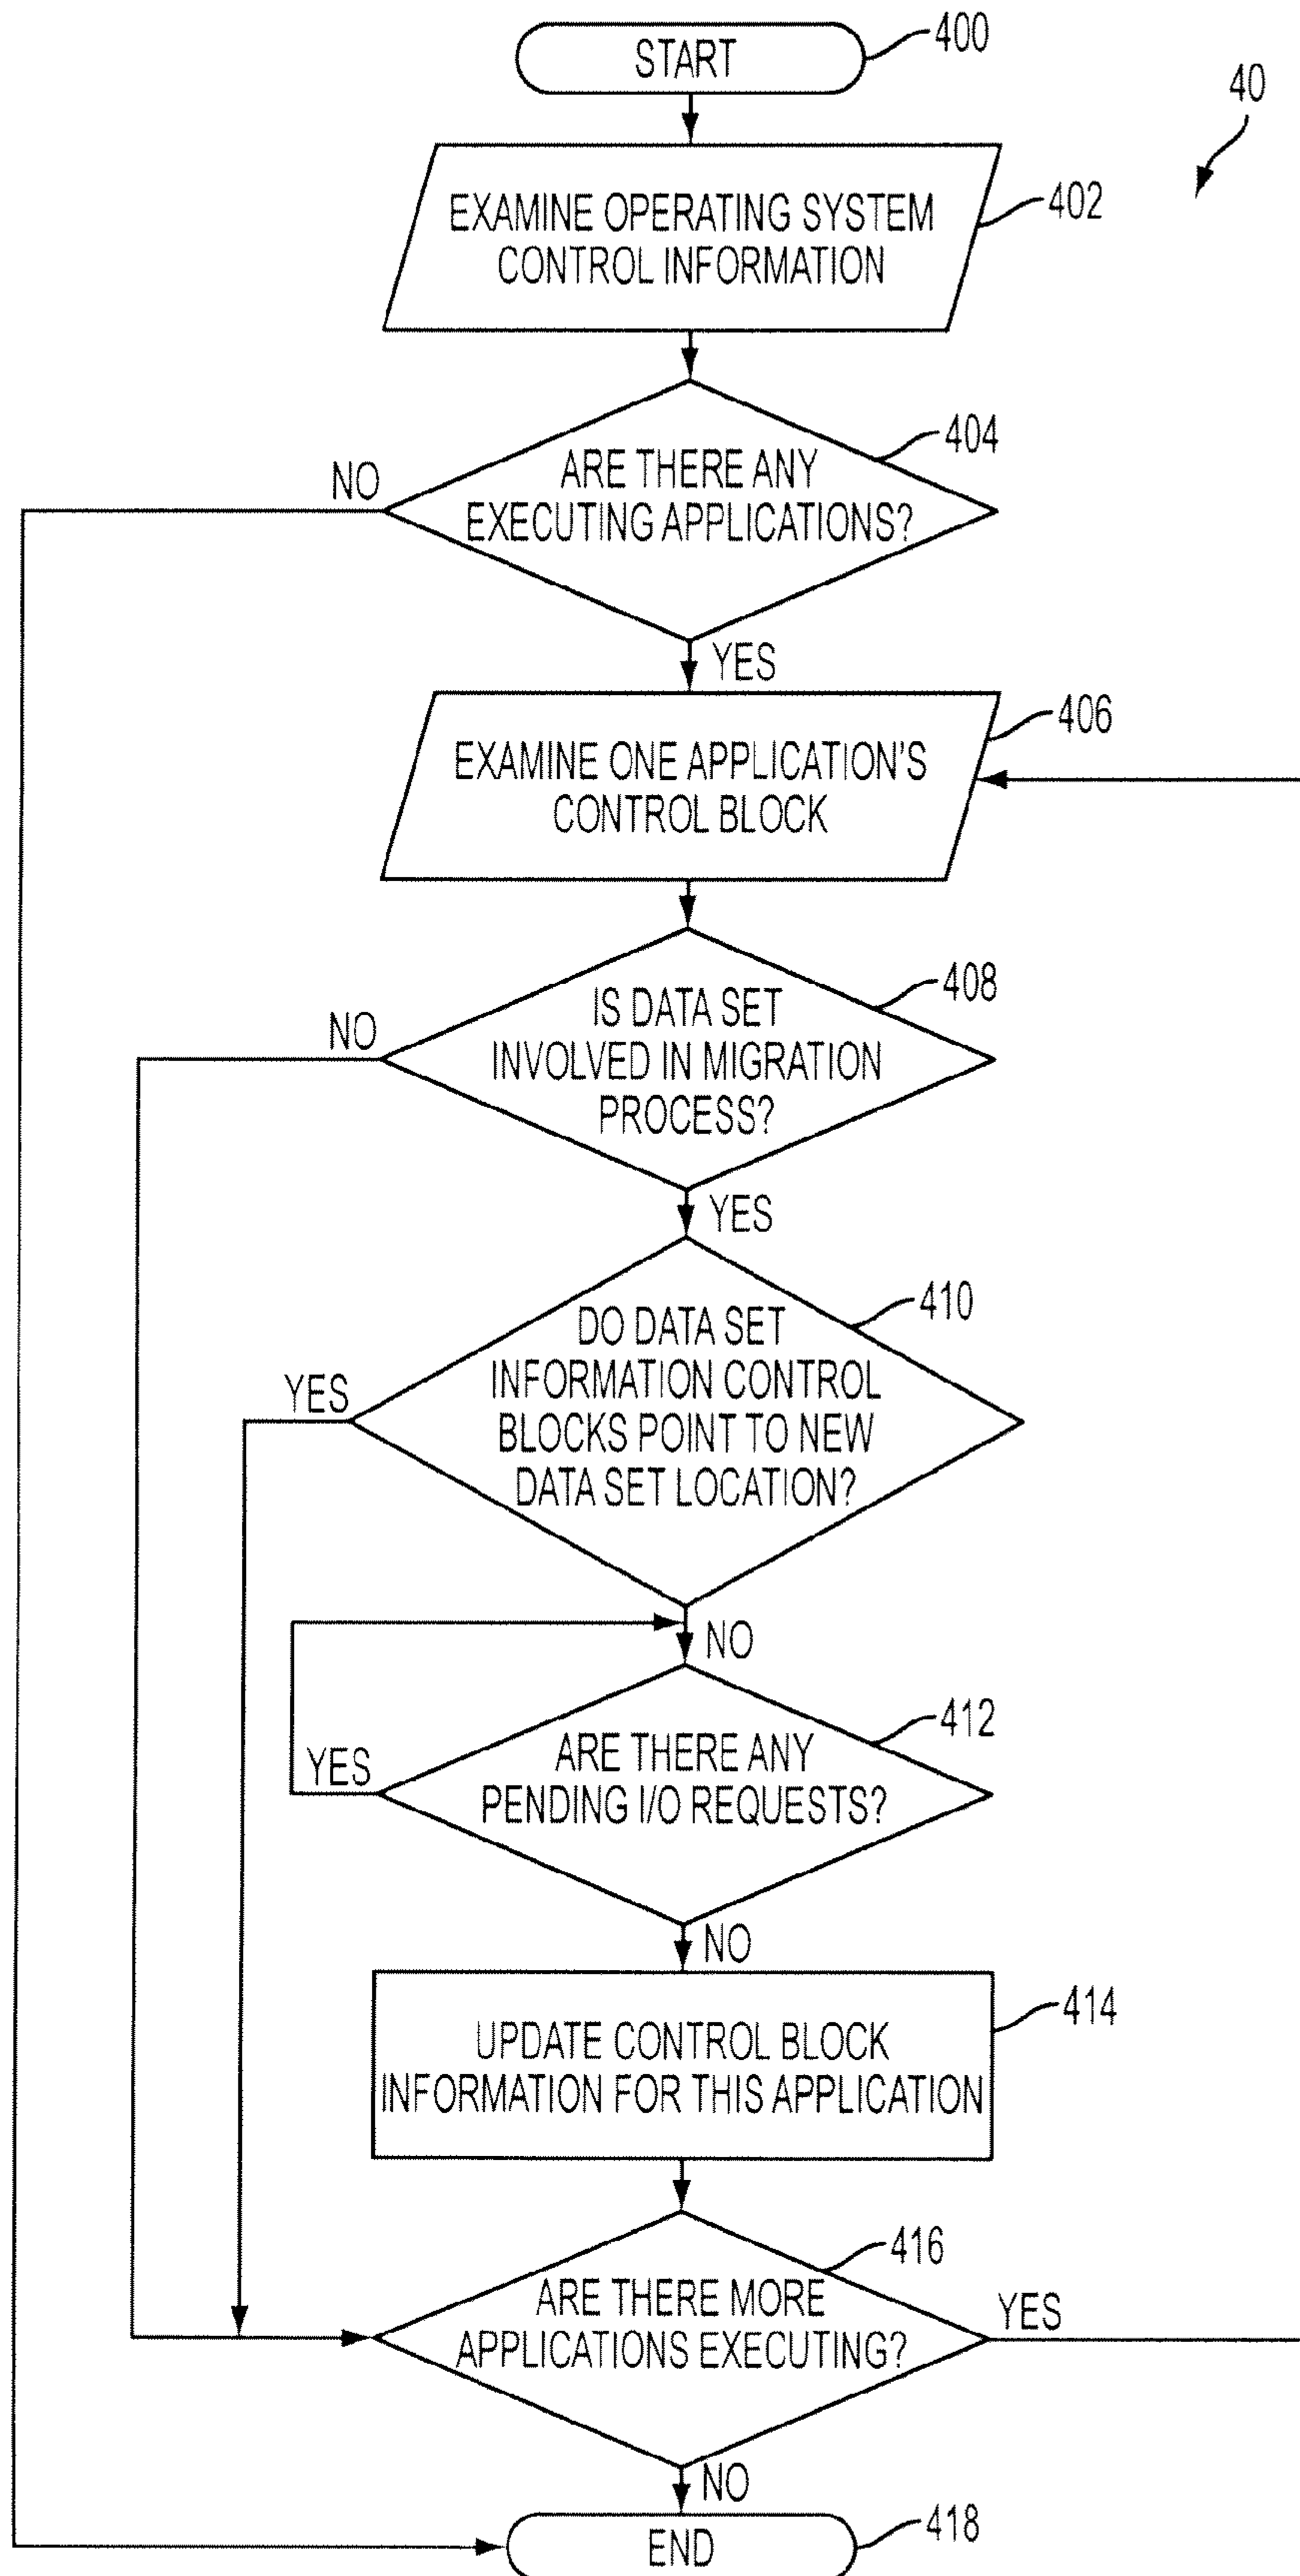 START
400
40
EXAMINE OPERATING SYSTEM
CONTROL INFORMATION
402
ARE THERE ANY
EXECUTING APPLICATIONS?
404
NO
YES
EXAMINE ONE APPLICATION'S
CONTROL BLOCK
406
IS DATA SET
INVOLVED IN MIGRATION
PROCESS?
408
NO
YES
DO DATA SET
INFORMATION CONTROL
BLOCKS POINT TO NEW
DATA SET LOCATION?
410
YES
NO
ARE THERE ANY
PENDING I/O REQUESTS?
412
YES
NO
UPDATE CONTROL BLOCK
INFORMATION FOR THIS APPLICATION
414
ARE THERE MORE
APPLICATIONS EXECUTING?
416
YES
NO
END
418